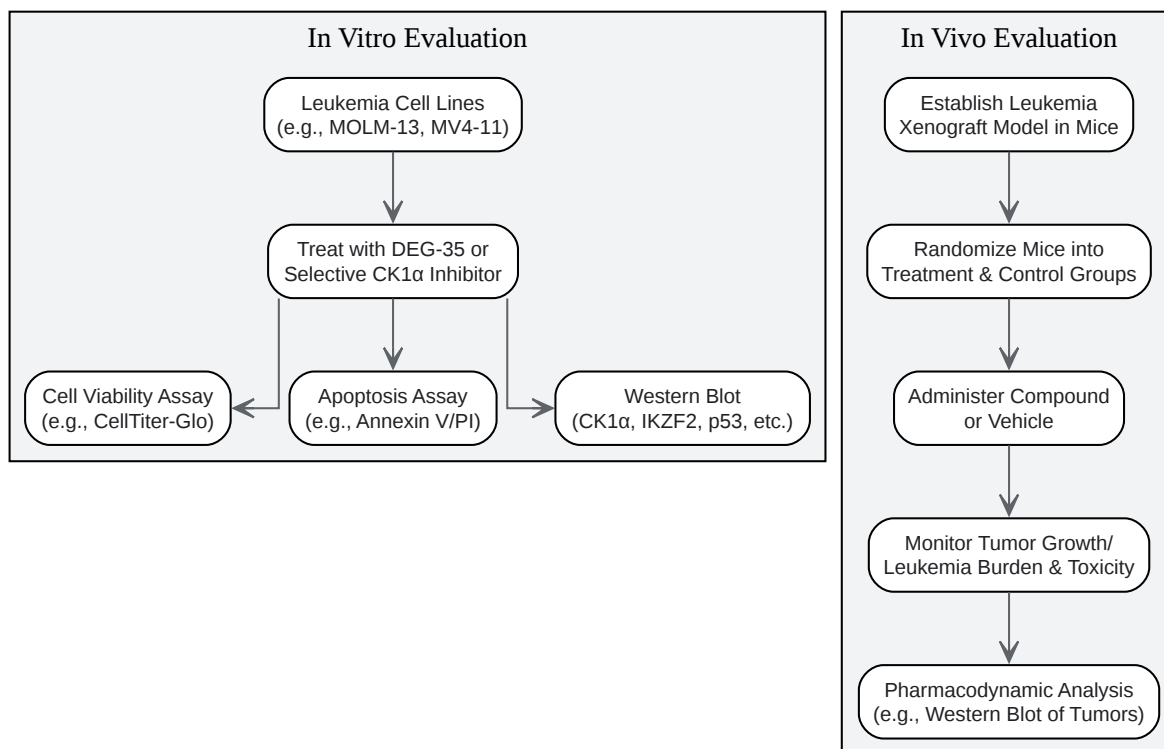 In Vitro Evaluation
Leukemia Cell Lines
(e.g., MOLM-13, MV4-11)
Treat with DEG-35 or
Selective CK1α Inhibitor
Cell Viability Assay
(e.g., CellTiter-Glo)
Apoptosis Assay
(e.g., Annexin V/PI)
Western Blot
(CK1α, IKZF2, p53, etc.)
In Vivo Evaluation
Establish Leukemia
Xenograft Model in Mice
Randomize Mice into
Treatment & Control Groups
Administer Compound
or Vehicle
Monitor Tumor Growth/
Leukemia Burden & Toxicity
Pharmacodynamic Analysis
(e.g., Western Blot of Tumors)